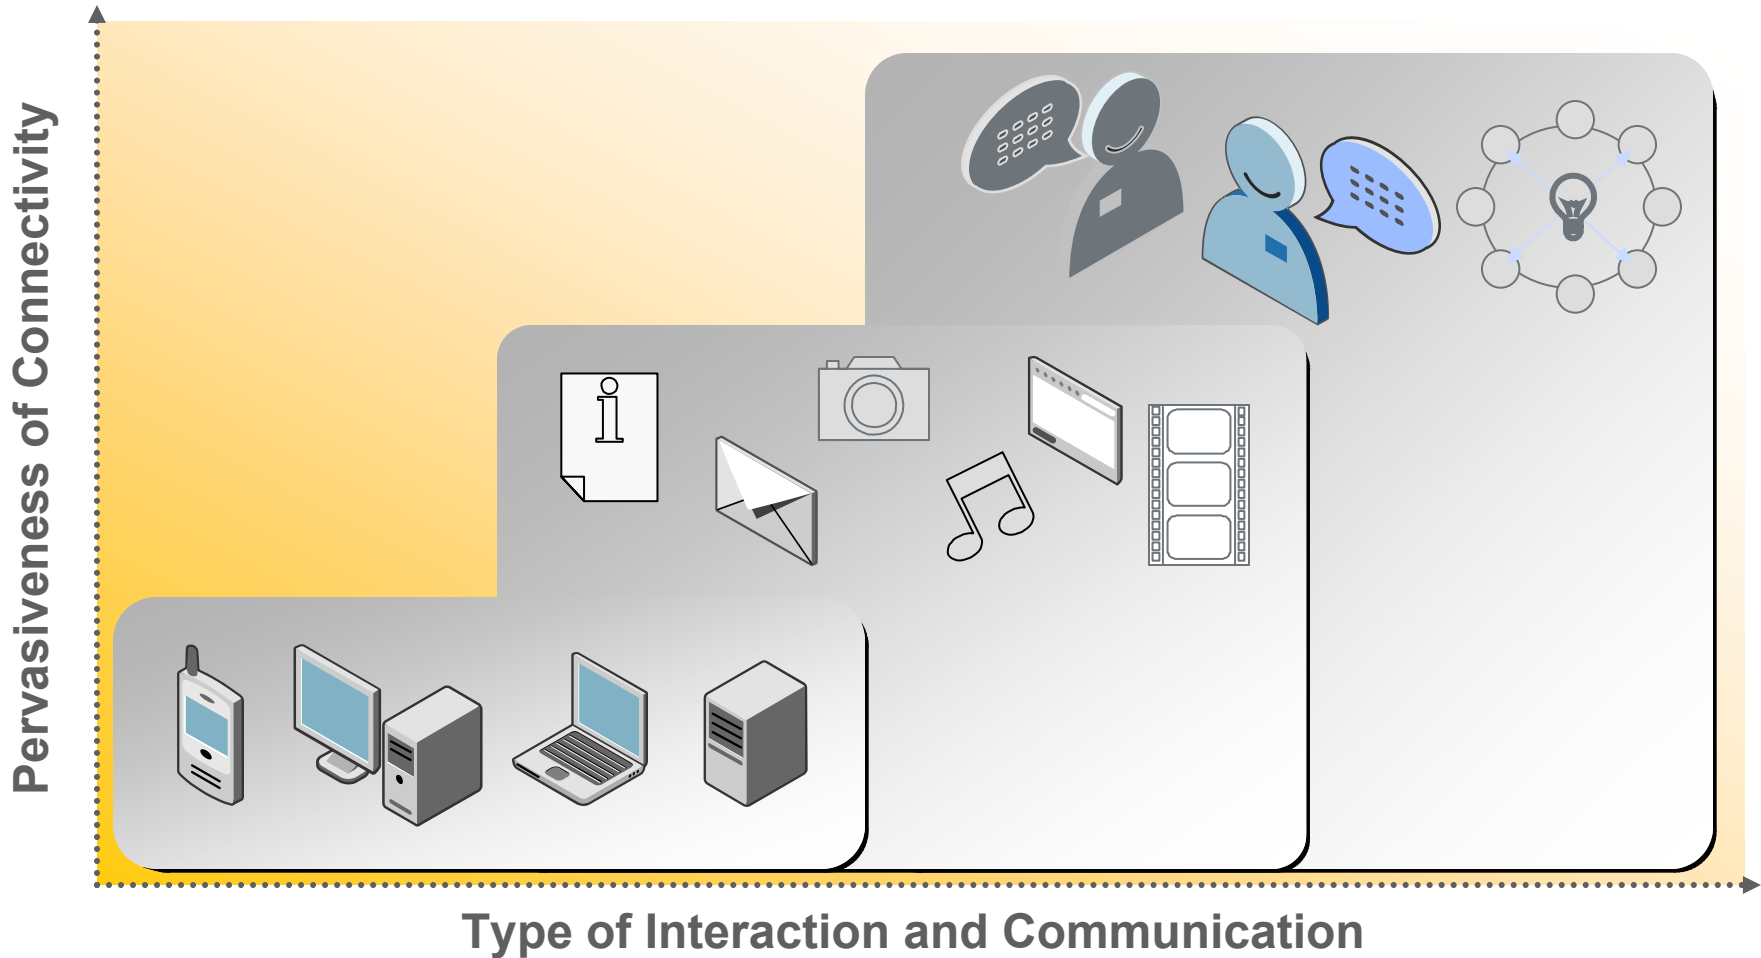 Pervasiveness of Connectivity
Type of Interaction and Communication